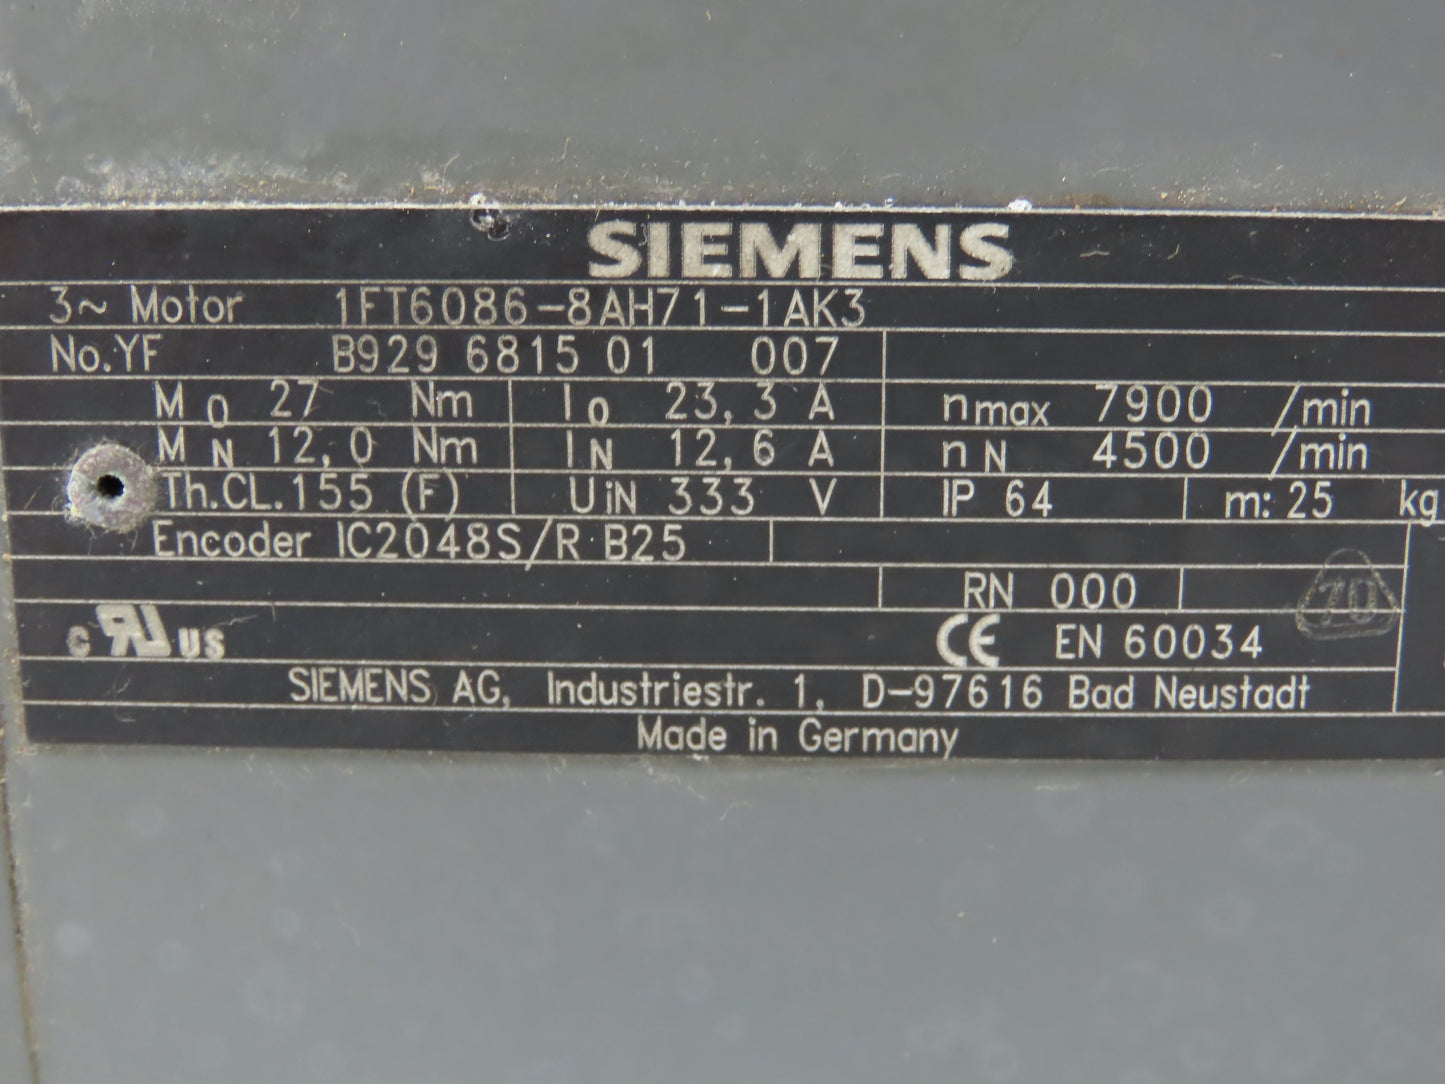 SIEMENS
3~ Motor 1FT6086-8AH71-1AK3
No.YF B929 6815 01 007
M0 27 Nm I0 23,3 A nmax 7900 /min
MN 12,0 Nm IN 12,6 A nN 4500 /min
Th.CL.155 (F) UiN 333 V IP 64 m: 25 kg
Encoder IC2048S/R B25
RN 000
70
c RU US CE EN 60034
SIEMENS AG, Industriestr. 1, D-97616 Bad Neustadt
Made in Germany